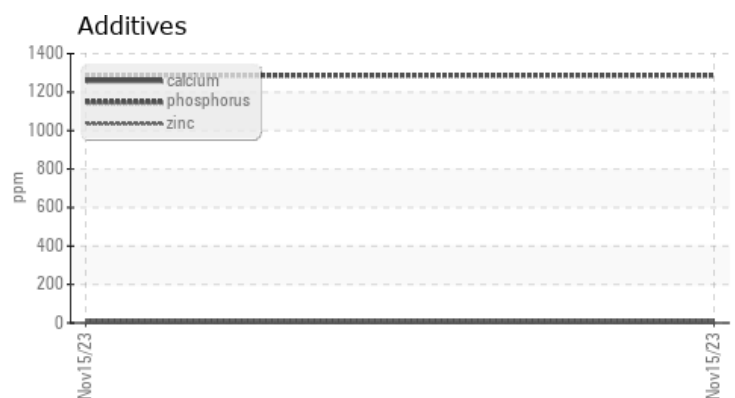 Additives
1400
1200
1000
800
600
400
200
0
ppm
calcium
phosphorus
zinc
Nov15/23
Nov15/23